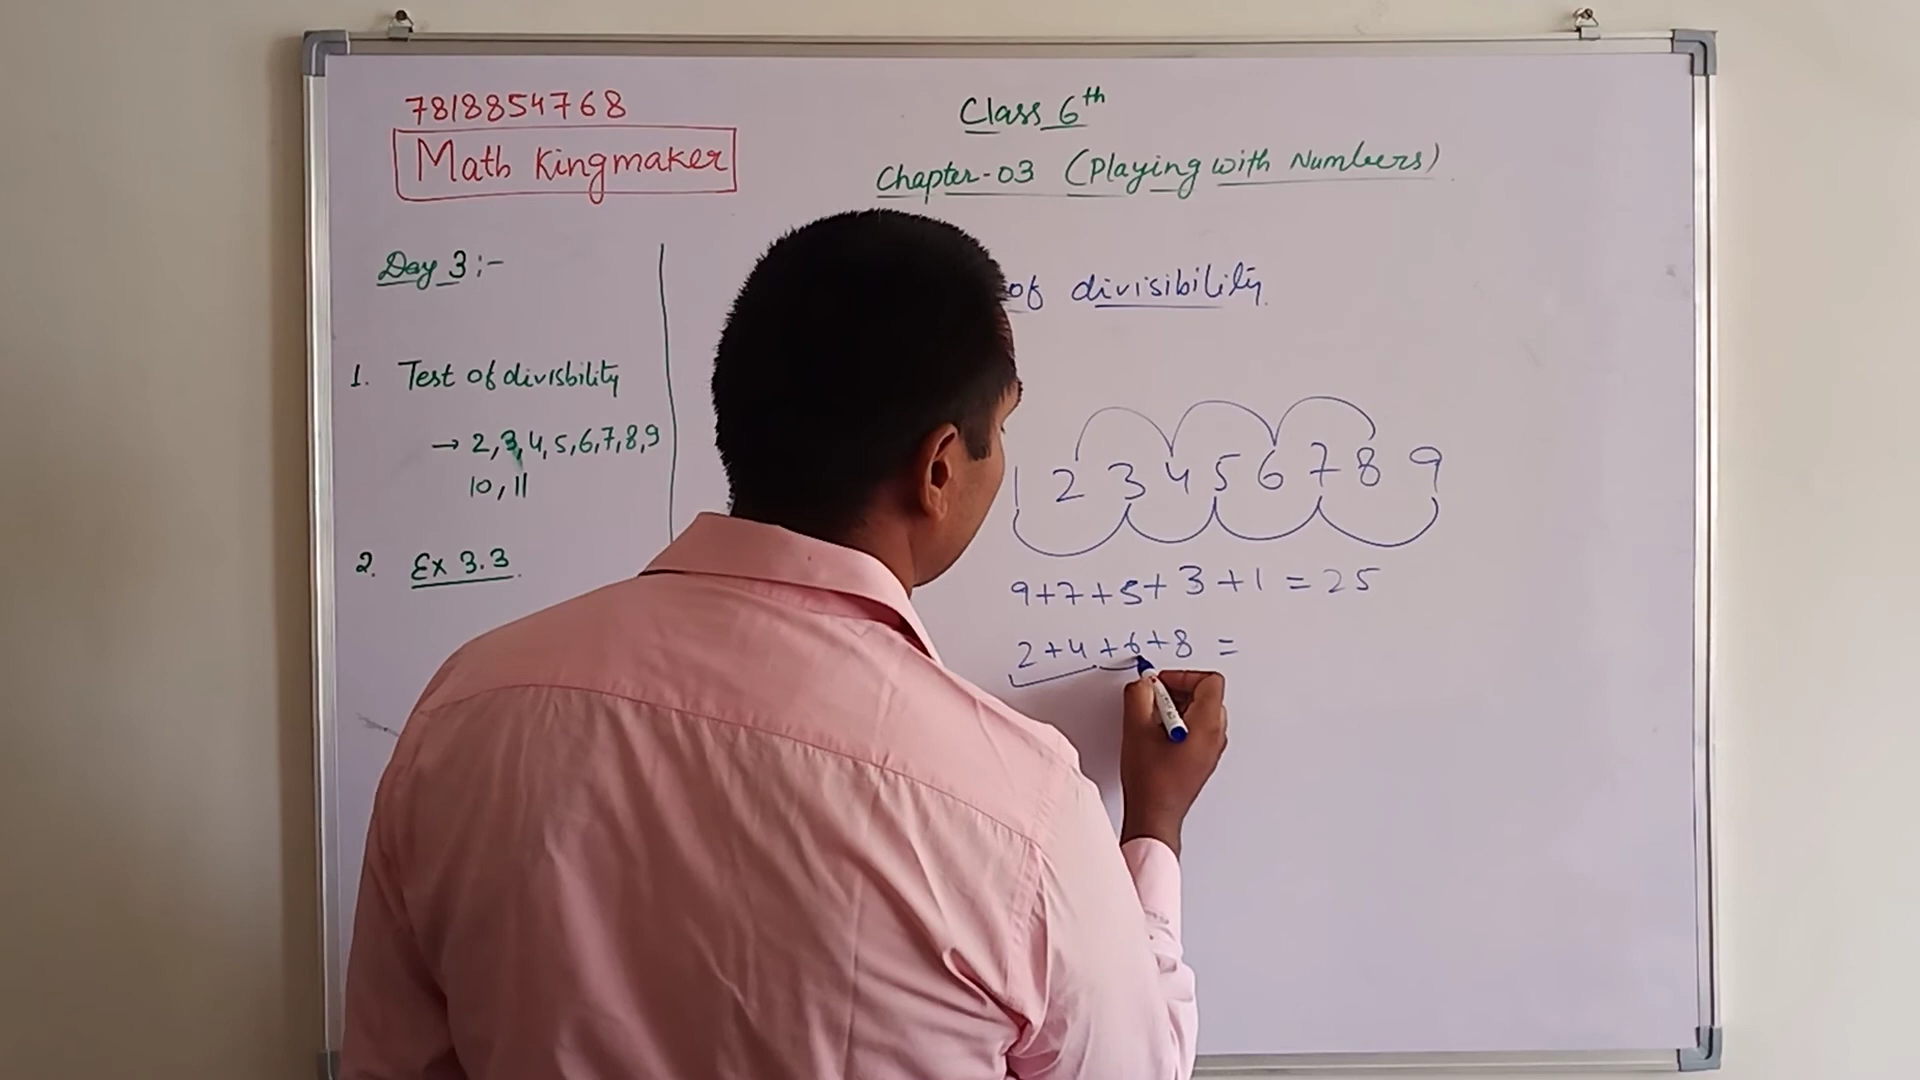 7818854768
Math Kingmaker
Class 6th
Chapter-03 (Playing with Numbers)
Day 3:-
1. Test of divisbility
→ 2,3,4,5,6,7,8,9
10,11
2. Ex 3.3.
of divisibility.
1 2 3 4 5 6 7 8 9
9+7+5+3+1=25
2+4+6+8 =